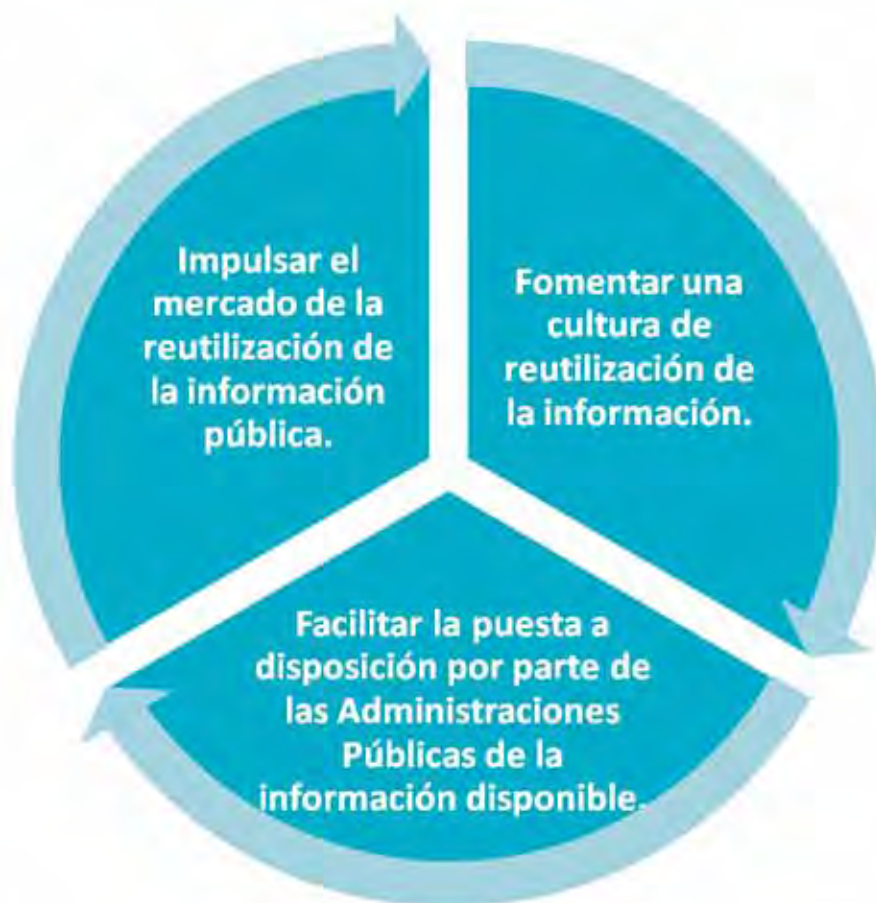 Impulsar el
mercado de la
reutilización de
la información
pública.
Fomentar una
cultura de
reutilización de
la información.
Facilitar la puesta a
disposición por parte de
las Administraciones
Públicas de la
información disponible.